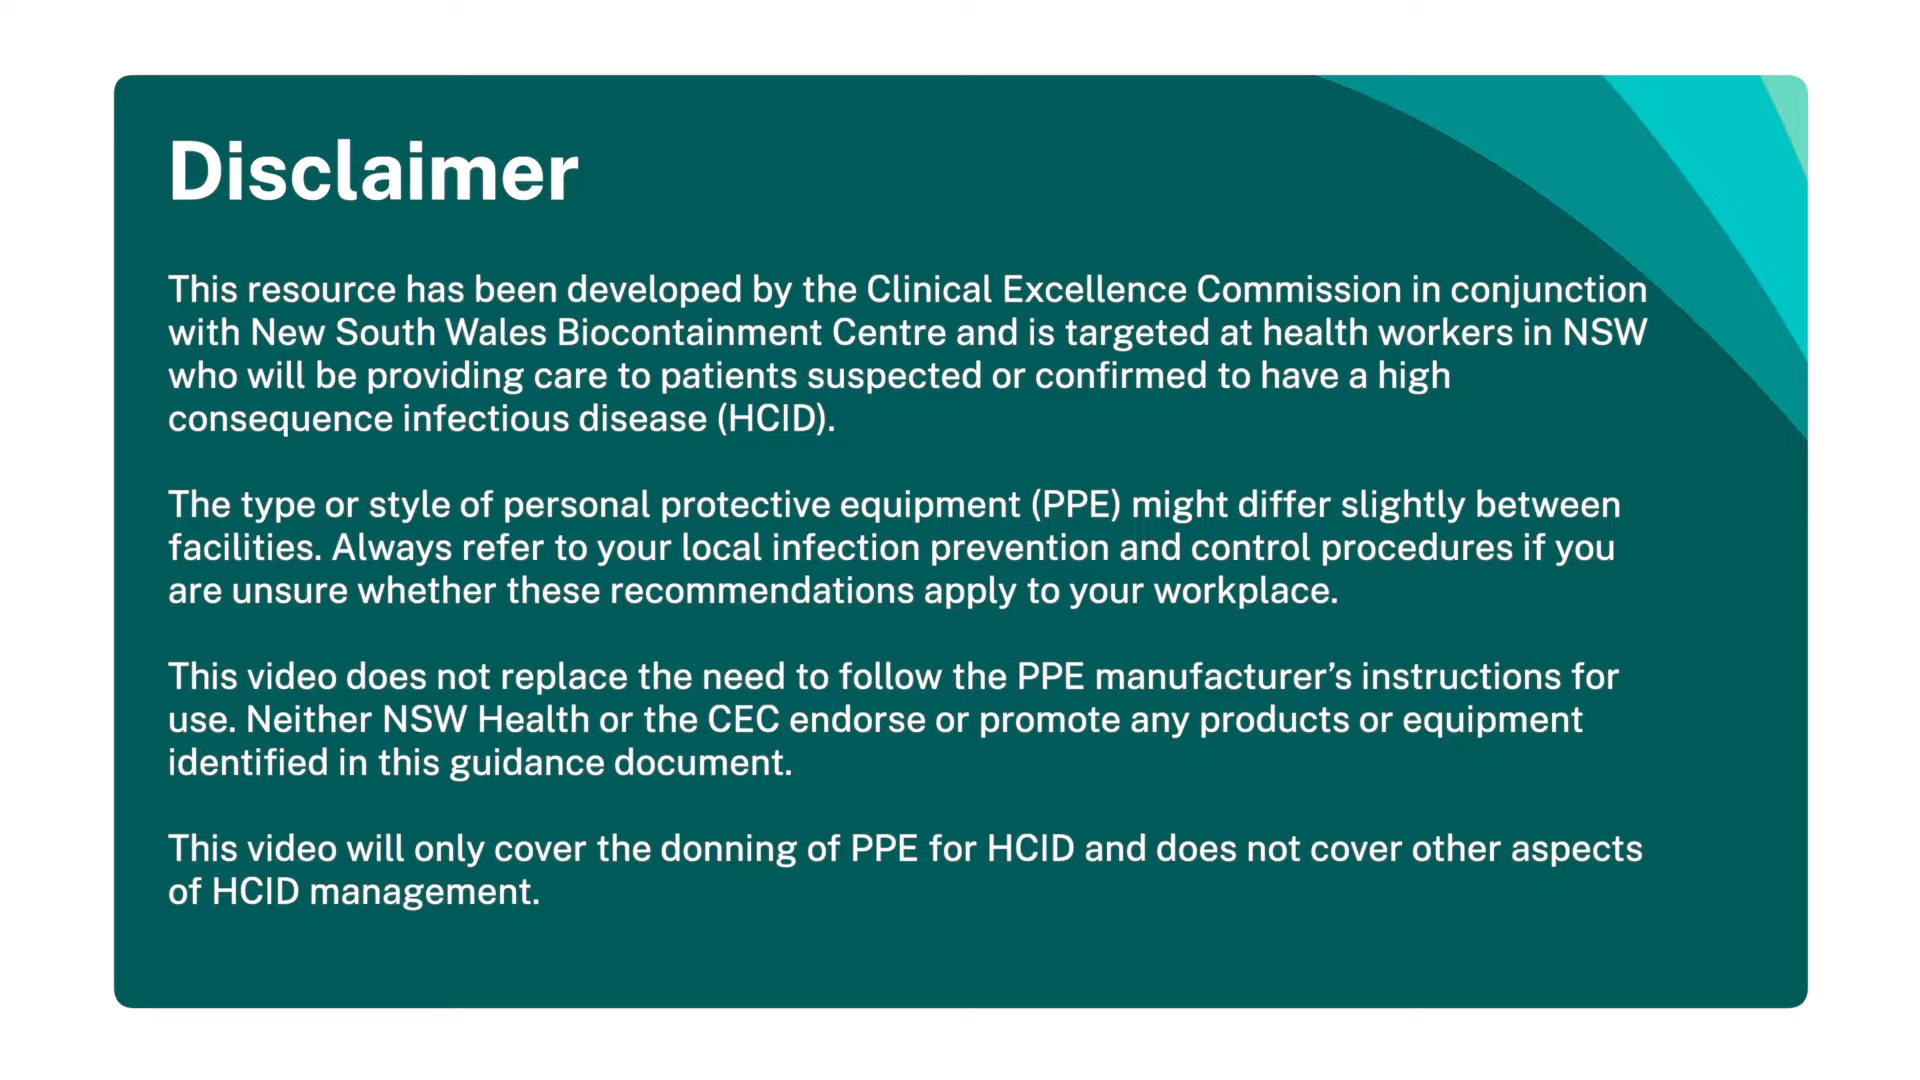 Disclaimer
This resource has been developed by the Clinical Excellence Commission in conjunction
with New South Wales Biocontainment Centre and is targeted at health workers in NSW
who will be providing care to patients suspected or confirmed to have a high
consequence infectious disease (HCID).
The type or style of personal protective equipment (PPE) might differ slightly between
facilities. Always refer to your local infection prevention and control procedures if you
are unsure whether these recommendations apply to your workplace.
This video does not replace the need to follow the PPE manufacturer’s instructions for
use. Neither NSW Health or the CEC endorse or promote any products or equipment
identified in this guidance document.
This video will only cover the donning of PPE for HCID and does not cover other aspects
of HCID management.